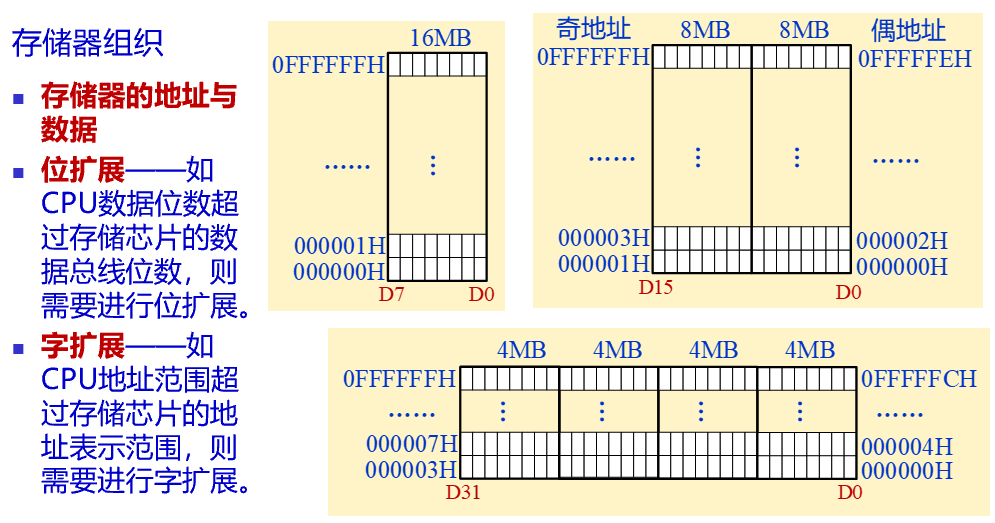 存储器组织
■ 存储器的地址与
数据
■ 位扩展——如
CPU数据位数超
过存储芯片的数
据总线位数，则
需要进行位扩展。
■ 字扩展——如
CPU地址范围超
过存储芯片的地
址表示范围，则
需要进行字扩展。
16MB
0FFFFFFH
…… ⋮
000001H
000000H
D7 D0
奇地址 8MB 8MB 偶地址
0FFFFFFH 0FFFFFEH
…… ⋮ ⋮ ……
000003H 000002H
000001H 000000H
D15 D0
4MB 4MB 4MB 4MB
0FFFFFFH 0FFFFFCH
…… ⋮ ⋮ ⋮ ⋮ ……
000007H 000004H
000003H 000000H
D31 D0